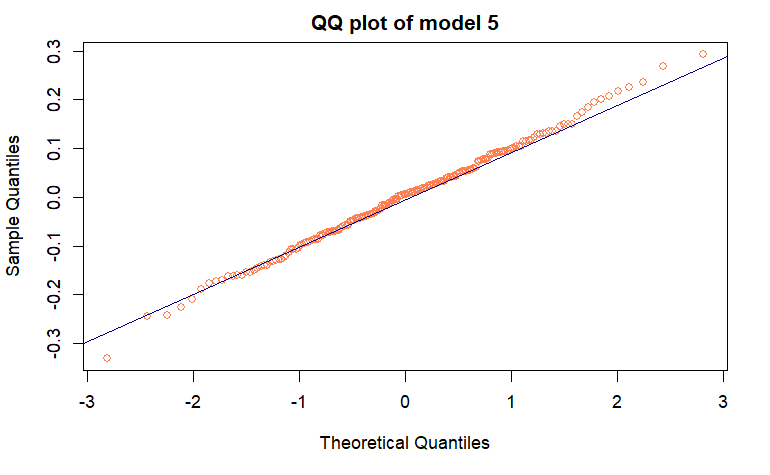 QQ plot of model 5
Sample Quantiles
0.3
0.2
0.1
0.0
-0.1
-0.2
-0.3
-3 -2 -1 0 1 2 3
Theoretical Quantiles